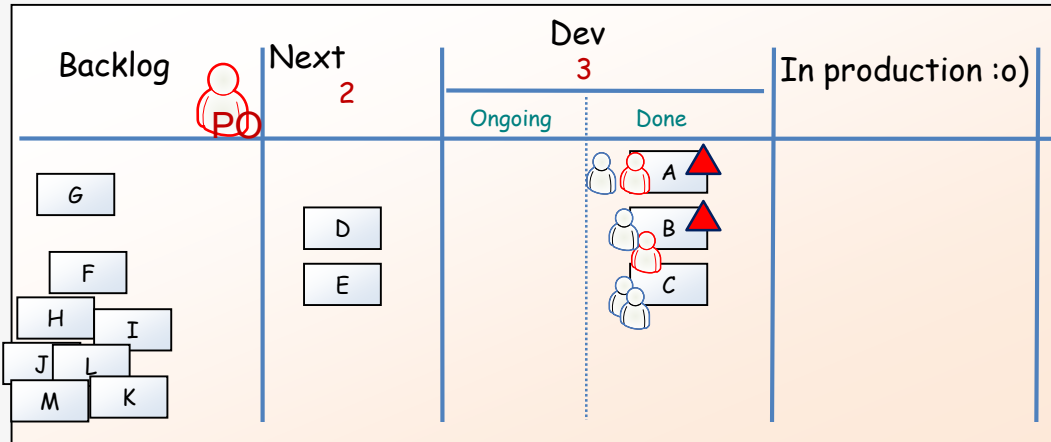 Backlog
PO
Next
2
Dev
3
Ongoing
Done
In production :o)
G
F
H
I
J
L
M
K
D
E
A
B
C